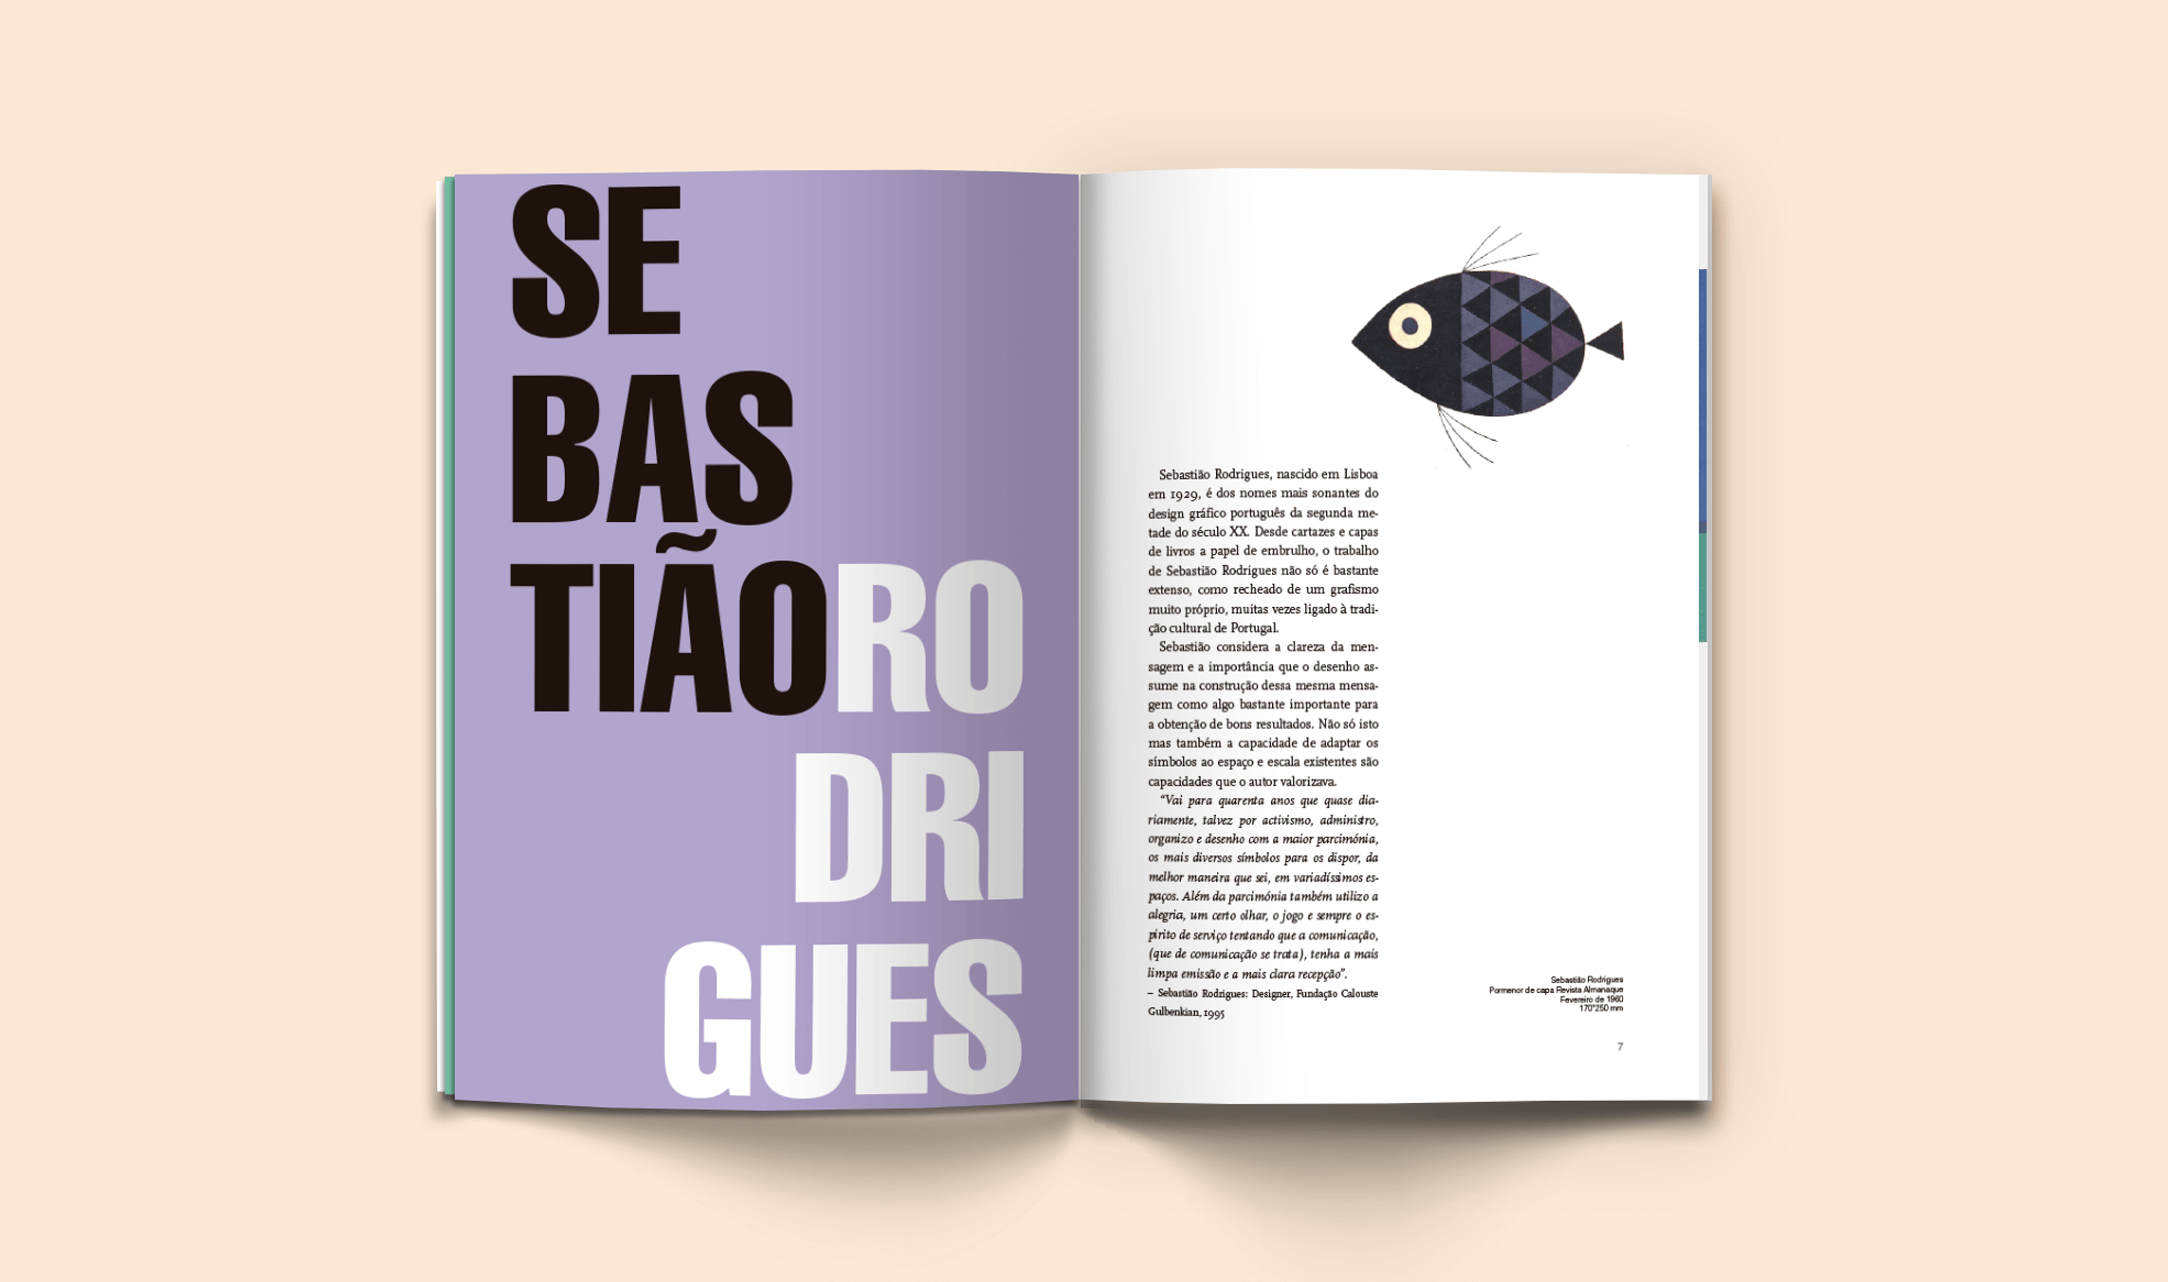 SE
BAS
TIÃO RO
DRI
GUES
Sebastião Rodrigues, nascido em Lisboa
em 1929, é dos nomes mais sonantes do
design gráfico português da segunda me-
tade do século XX. Desde cartazes e capas
de livros a papel de embrulho, o trabalho
de Sebastião Rodrigues não só é bastante
extenso, como recheado de um grafismo
muito próprio, muitas vezes ligado à tradi-
ção cultural de Portugal.
Sebastião considera a clareza da men-
sagem e a importância que o desenho as-
sume na construção dessa mesma mensa-
gem como algo bastante importante para
a obtenção de bons resultados. Não só isto
mas também a capacidade de adaptar os
símbolos ao espaço e escala existentes são
capacidades que o autor valorizava.
“Vai para quarenta anos que quase dia-
riamente, talvez por activismo, administro,
organizo e desenho com a maior parcimónia,
os mais diversos símbolos para os dispor, da
melhor maneira que sei, em variadíssimos es-
paços. Além da parcimónia também utilizo a
alegria, um certo olhar, o jogo e sempre o es-
pirito de serviço tentando que a comunicação,
(que de comunicação se trata), tenha a mais
limpa emissão e a mais clara recepção”.
– Sebastião Rodrigues: Designer, Fundação Calouste
Gulbenkian, 1995
Sebastião Rodrigues
Pormenor de capa Revista Almanaque
Fevereiro de 1960
170*250 mm
7